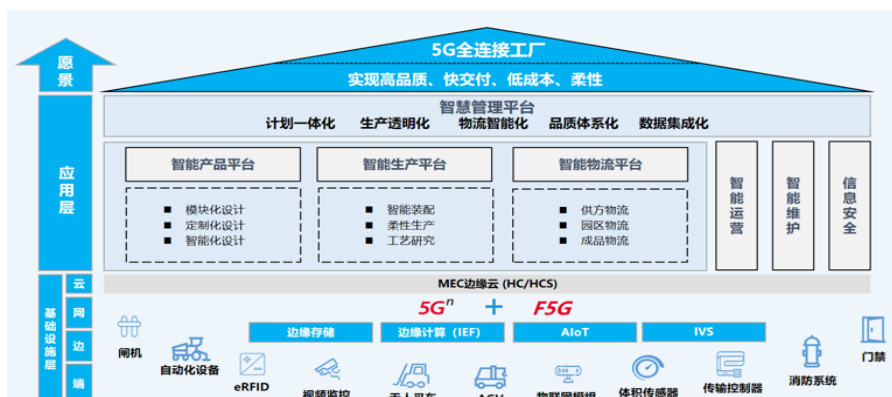 5G全连接工厂
愿景
实现高品质、快交付、低成本、柔性
智慧管理平台
计划一体化 生产透明化 物流智能化 品质体系化 数据集成化
应用层
智能产品平台 智能生产平台 智能物流平台
模块化设计
定制化设计
智能化设计
智能装配
柔性生产
工艺研究
供方物流
园区物流
成品物流
智能运营
智能维护
信息安全
基础设施层
云
网
边
端
MEC边缘云 (HC/HCS)
5Gⁿ + F5G
边缘存储 边缘计算（IEF） AIoT IVS
闸机
自动化设备
eRFID
视频监控
无人叉车
AGV
物联网模组
体积传感器
传输控制器
消防系统
门禁